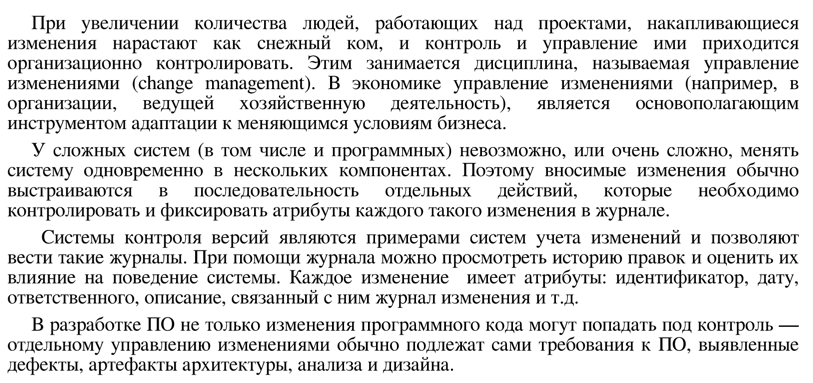 При увеличении количества людей, работающих над проектами, накапливающиеся
изменения нарастают как снежный ком, и контроль и управление ими приходится
организационно контролировать. Этим занимается дисциплина, называемая управление
изменениями (change management). В экономике управление изменениями (например, в
организации, ведущей хозяйственную деятельность), является основополагающим
инструментом адаптации к меняющимся условиям бизнеса.
У сложных систем (в том числе и программных) невозможно, или очень сложно, менять
систему одновременно в нескольких компонентах. Поэтому вносимые изменения обычно
выстраиваются в последовательность отдельных действий, которые необходимо
контролировать и фиксировать атрибуты каждого такого изменения в журнале.
Системы контроля версий являются примерами систем учета изменений и позволяют
вести такие журналы. При помощи журнала можно просмотреть историю правок и оценить их
влияние на поведение системы. Каждое изменение имеет атрибуты: идентификатор, дату,
ответственного, описание, связанный с ним журнал изменения и т.д.
В разработке ПО не только изменения программного кода могут попадать под контроль —
отдельному управлению изменениями обычно подлежат сами требования к ПО, выявленные
дефекты, артефакты архитектуры, анализа и дизайна.